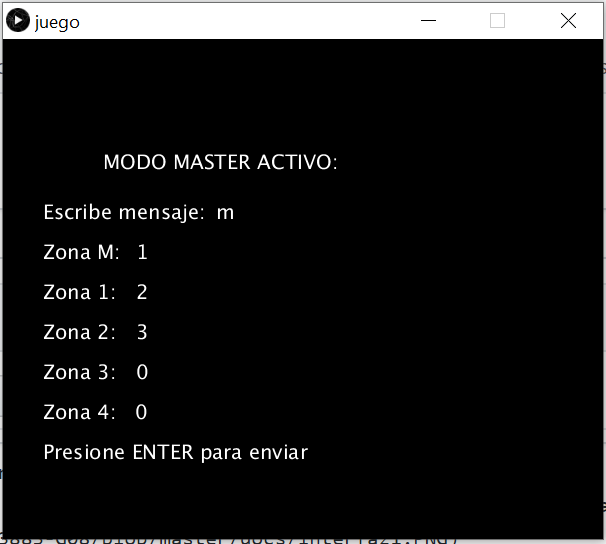 juego
MODO MASTER ACTIVO:
Escribe mensaje: m
Zona M: 1
Zona 1: 2
Zona 2: 3
Zona 3: 0
Zona 4: 0
Presione ENTER para enviar